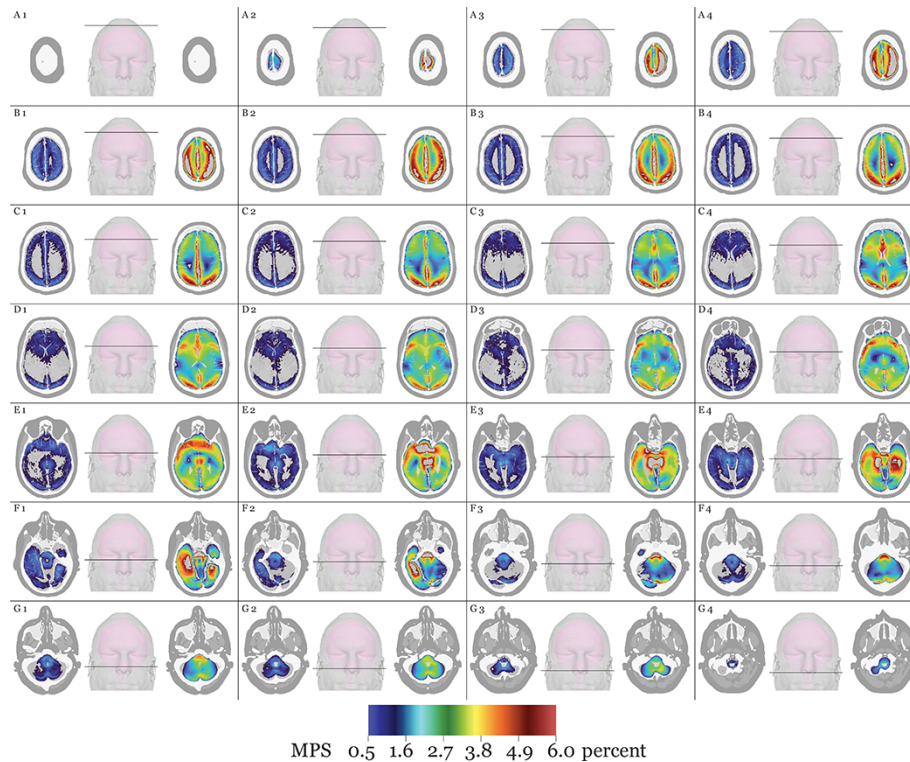 A1 A2 A3 A4
B1 B2 B3 B4
C1 C2 C3 C4
D1 D2 D3 D4
E1 E2 E3 E4
F1 F2 F3 F4
G1 G2 G3 G4
MPS 0.5 1.6 2.7 3.8 4.9 6.0 percent